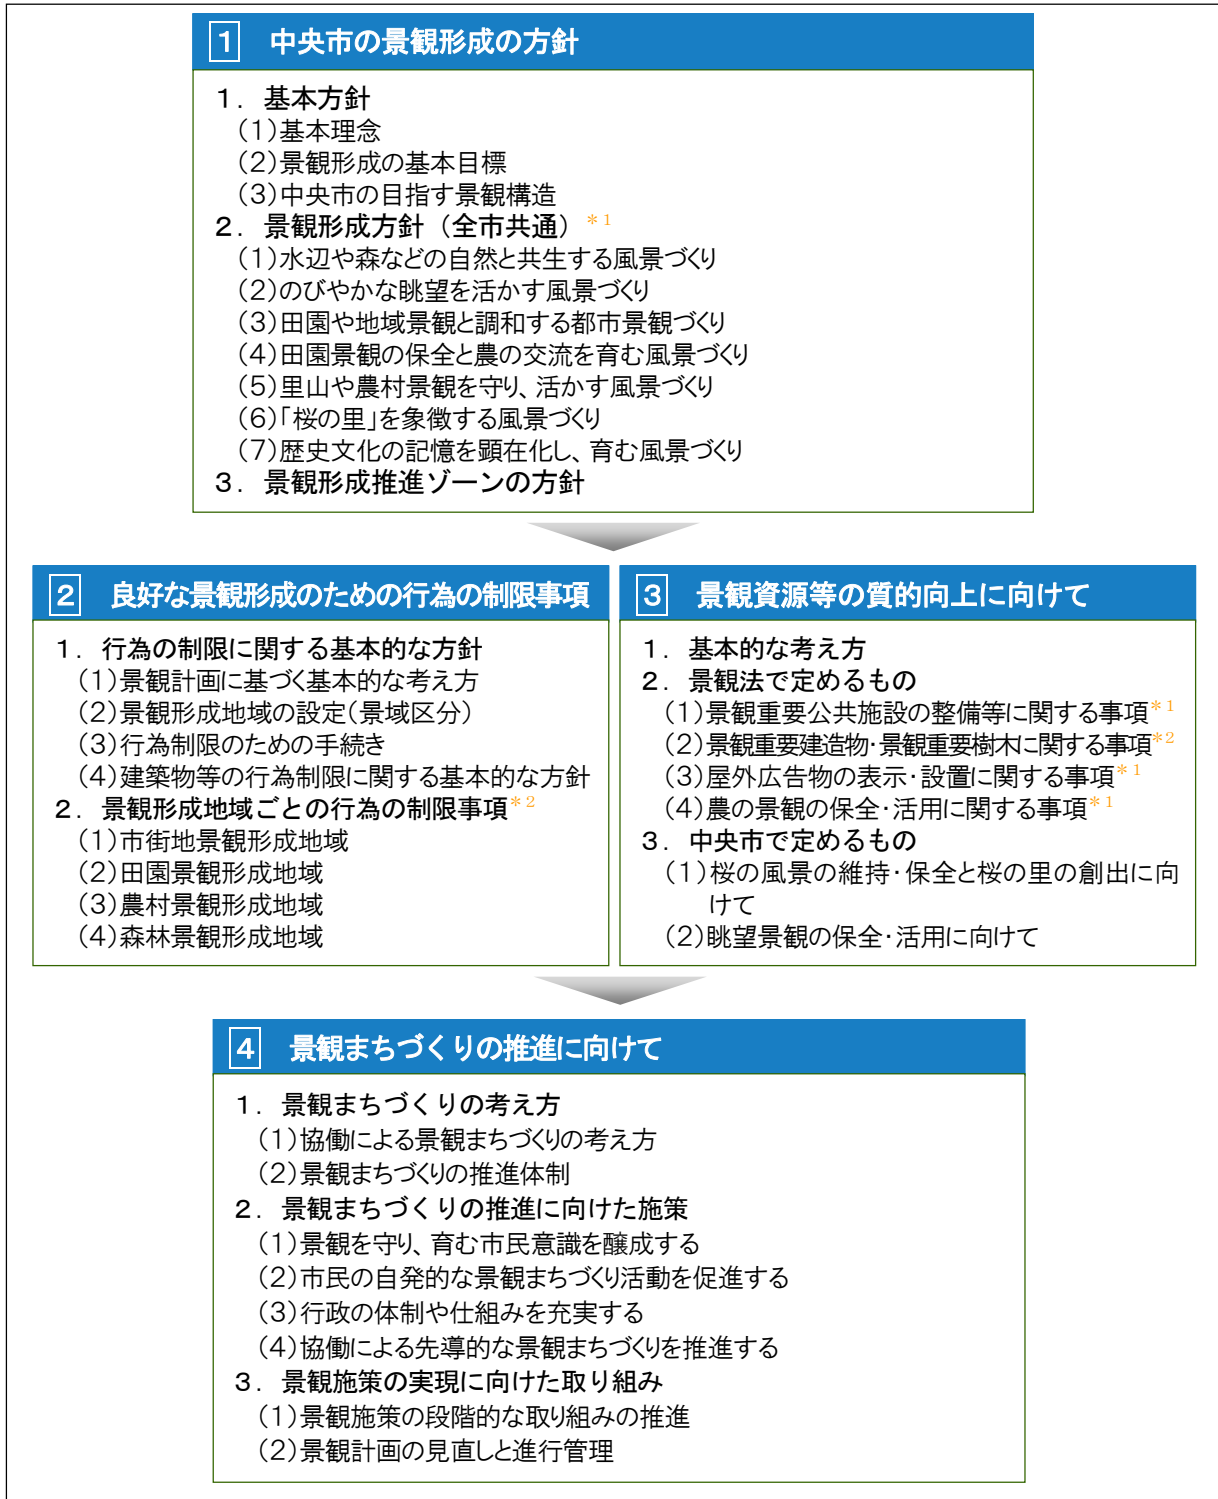 1 中央市の景観形成の方針
１．基本方針
（１）基本理念
（２）景観形成の基本目標
（３）中央市の目指す景観構造
２．景観形成方針（全市共通）＊1
（１）水辺や森などの自然と共生する風景づくり
（２）のびやかな眺望を活かす風景づくり
（３）田園や地域景観と調和する都市景観づくり
（４）田園景観の保全と農の交流を育む風景づくり
（５）里山や農村景観を守り、活かす風景づくり
（６）「桜の里」を象徴する風景づくり
（７）歴史文化の記憶を顕在化し、育む風景づくり
３．景観形成推進ゾーンの方針
2 良好な景観形成のための行為の制限事項
１．行為の制限に関する基本的な方針
（１）景観計画に基づく基本的な考え方
（２）景観形成地域の設定（景域区分）
（３）行為制限のための手続き
（４）建築物等の行為制限に関する基本的な方針
２．景観形成地域ごとの行為の制限事項＊2
（１）市街地景観形成地域
（２）田園景観形成地域
（３）農村景観形成地域
（４）森林景観形成地域
3 景観資源等の質的向上に向けて
１．基本的な考え方
２．景観法で定めるもの
（１）景観重要公共施設の整備等に関する事項＊1
（２）景観重要建造物・景観重要樹木に関する事項＊2
（３）屋外広告物の表示・設置に関する事項＊1
（４）農の景観の保全・活用に関する事項＊1
３．中央市で定めるもの
（１）桜の風景の維持・保全と桜の里の創出に向
けて
（２）眺望景観の保全・活用に向けて
4 景観まちづくりの推進に向けて
１．景観まちづくりの考え方
（１）協働による景観まちづくりの考え方
（２）景観まちづくりの推進体制
２．景観まちづくりの推進に向けた施策
（１）景観を守り、育む市民意識を醸成する
（２）市民の自発的な景観まちづくり活動を促進する
（３）行政の体制や仕組みを充実する
（４）協働による先導的な景観まちづくりを推進する
３．景観施策の実現に向けた取り組み
（１）景観施策の段階的な取り組みの推進
（２）景観計画の見直しと進行管理